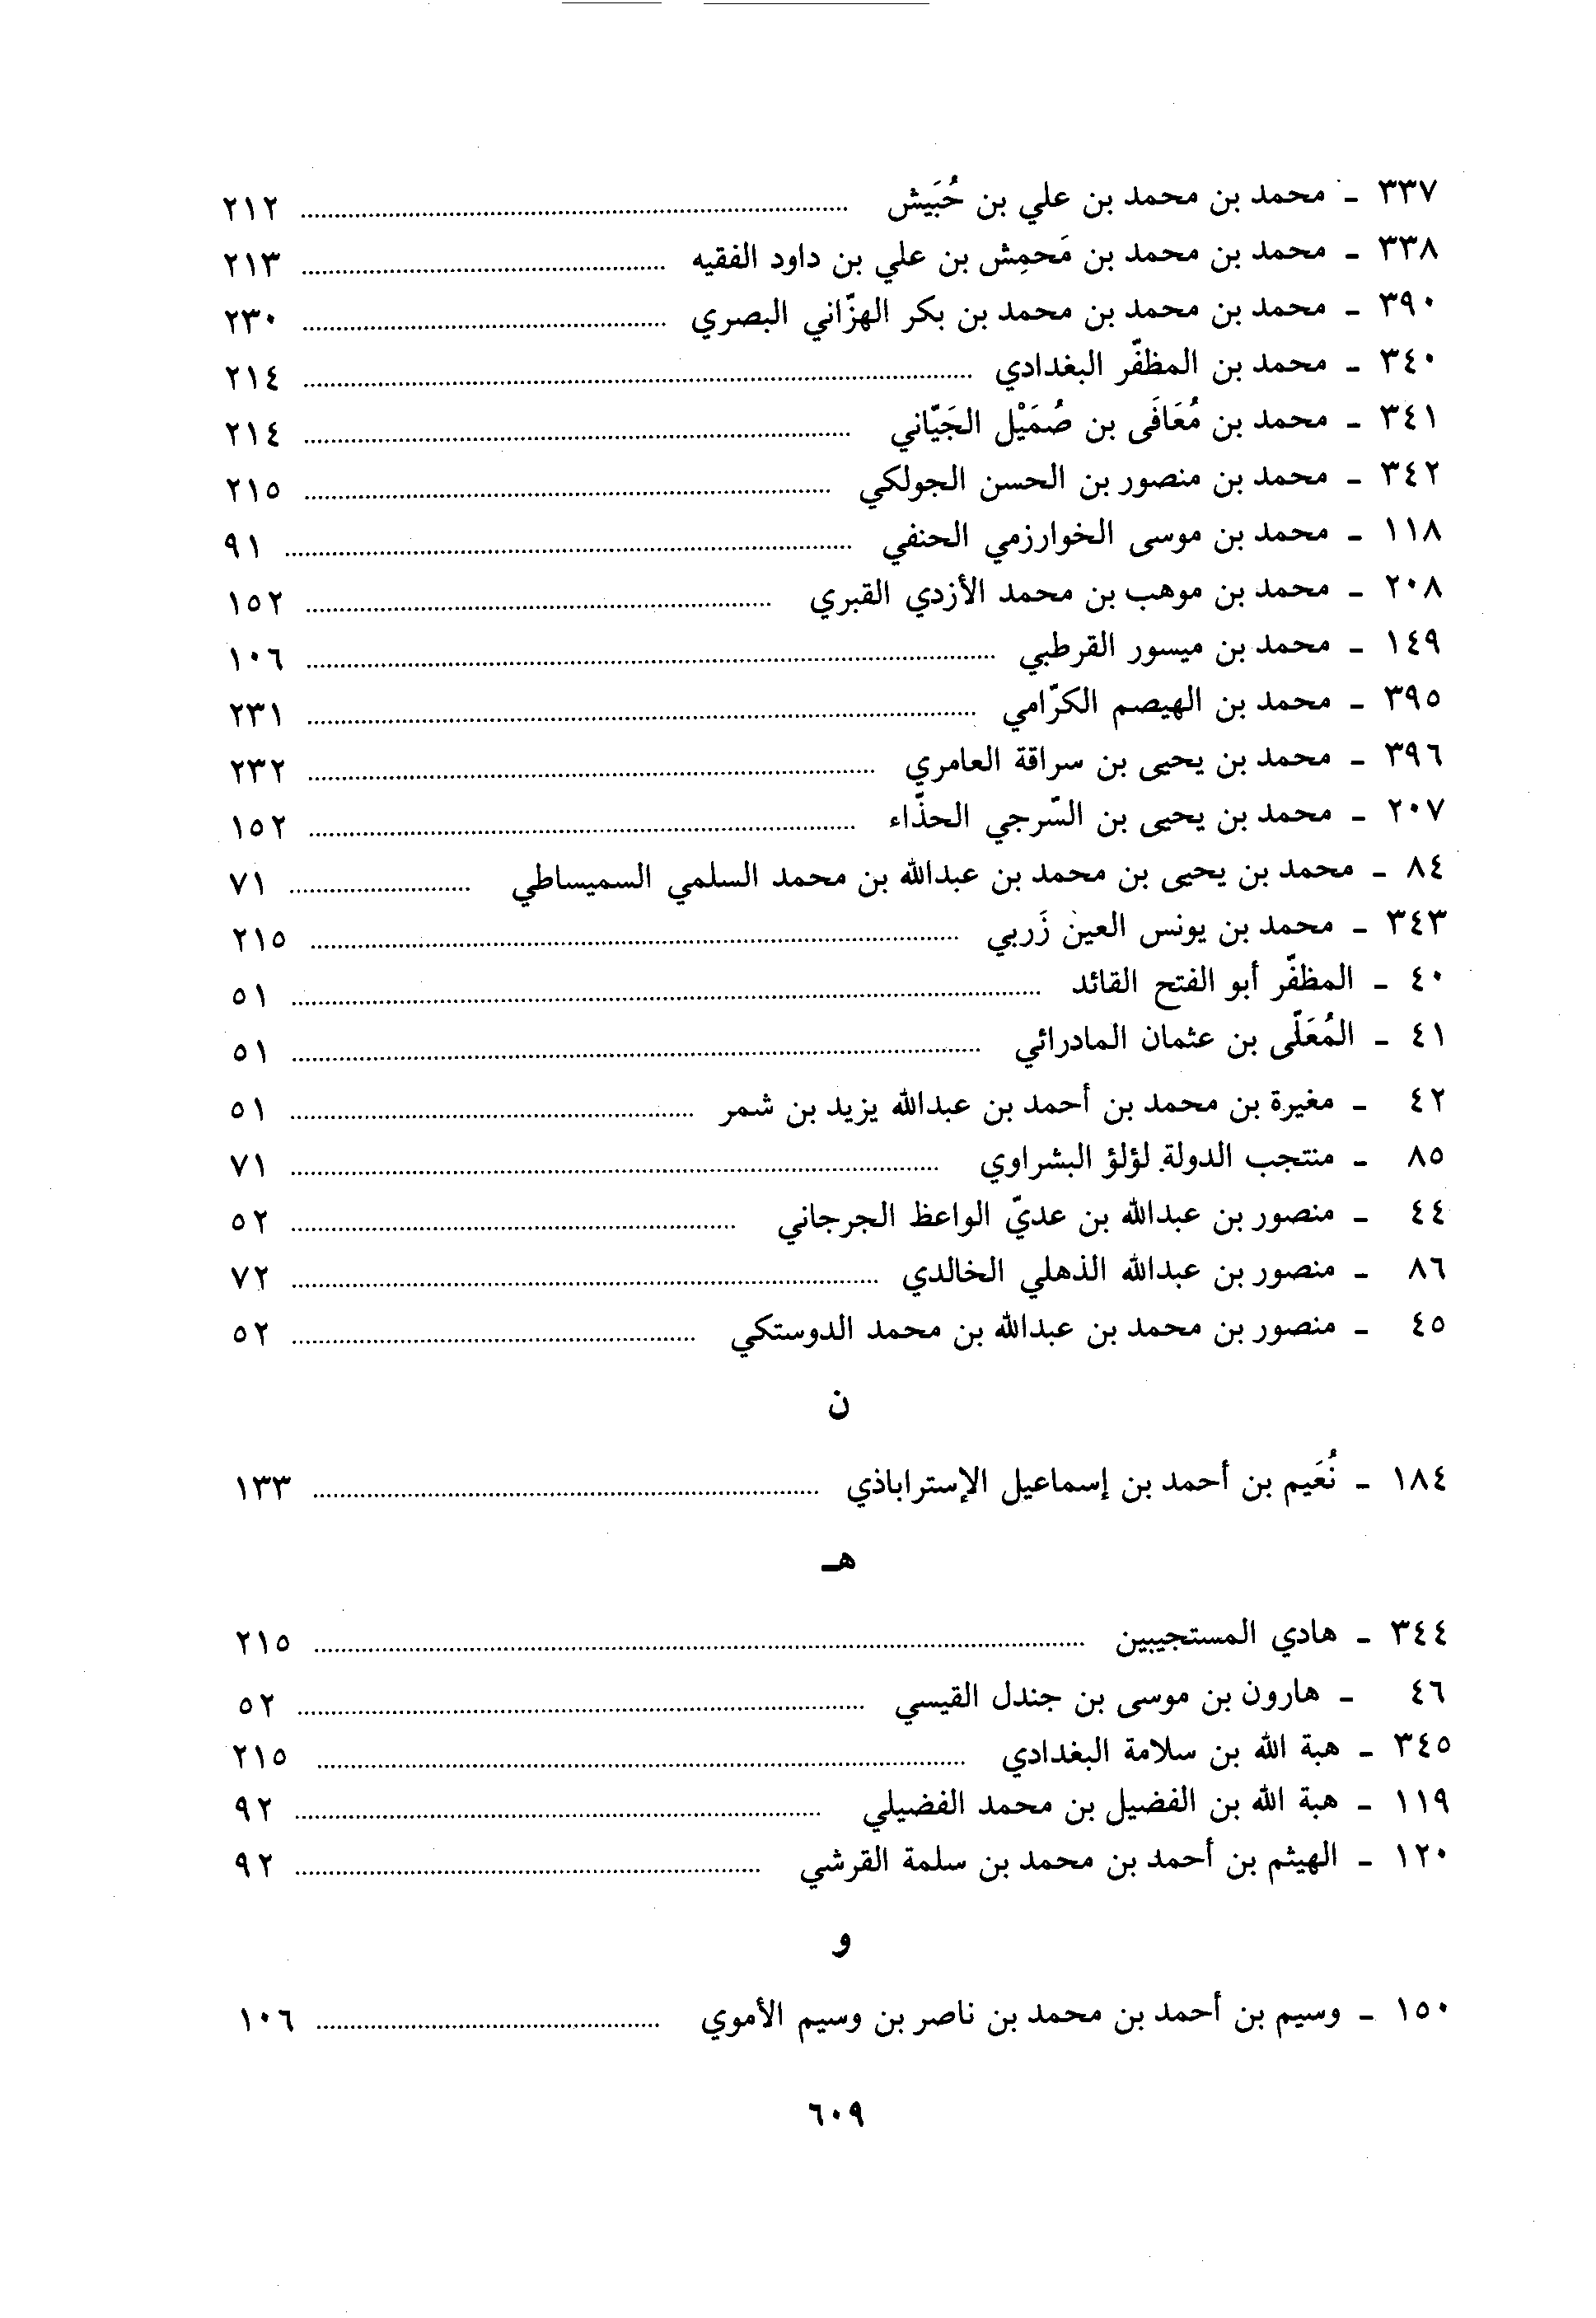 ٣٣٧ - محمد بن محمد بن علي بن حُبَيش ........ ٢١٢
٣٣٨ - محمد بن محمد بن مَحمِش بن علي بن داود الفقيه ........ ٢١٣
٣٩٠ - محمد بن محمد بن محمد بن بكر الهزّاني البصري ........ ٢٣٠
٣٤٠ - محمد بن المظفّر البغدادي ........ ٢١٤
٣٤١ - محمد بن مُعَافَى بن صُمَيْل الجَيّاني ........ ٢١٤
٣٤٢ - محمد بن منصور بن الحسن الجولكي ........ ٢١٥
١١٨ - محمد بن موسى الخوارزمي الحنفي ........ ٩١
٢٠٨ - محمد بن موهب بن محمد الأزدي القبري ........ ١٥٢
١٤٩ - محمد بن ميسور القرطبي ........ ١٠٦
٣٩٥ - محمد بن الهيصم الكرّامي ........ ٢٣١
٣٩٦ - محمد بن يحيى بن سراقة العامري ........ ٢٣٢
٢٠٧ - محمد بن يحيى بن السّرجي الحذّاء ........ ١٥٢
٨٤ - محمد بن يحيى بن محمد بن عبدالله بن محمد السلمي السميساطي ........ ٧١
٣٤٣ - محمد بن يونس العين زَربي ........ ٢١٥
٤٠ - المظفّر أبو الفتح القائد ........ ٥١
٤١ - المُعَلّى بن عثمان المادرائي ........ ٥١
٤٢ - مغيرة بن محمد بن أحمد بن عبدالله يزيد بن شمر ........ ٥١
٨٥ - منتجب الدولة لؤلؤ البشراوي ........ ٧١
٤٤ - منصور بن عبدالله بن عديّ الواعظ الجرجاني ........ ٥٢
٨٦ - منصور بن عبدالله الذهلي الخالدي ........ ٧٢
٤٥ - منصور بن محمد بن عبدالله بن محمد الدوستكي ........ ٥٢
ن
١٨٤ - نُعَيم بن أحمد بن إسماعيل الإستراباذي ........ ١٣٣
هـ
٣٤٤ - هادي المستجيبين ........ ٢١٥
٤٦ - هارون بن موسى بن جندل القيسي ........ ٥٢
٣٤٥ - هبة الله بن سلامة البغدادي ........ ٢١٥
١١٩ - هبة الله بن الفضيل بن محمد الفضيلي ........ ٩٢
١٢٠ - الهيثم بن أحمد بن محمد بن سلمة القرشي ........ ٩٢
و
١٥٠ - وسيم بن أحمد بن محمد بن ناصر بن وسيم الأموي ........ ١٠٦
٦٠٩